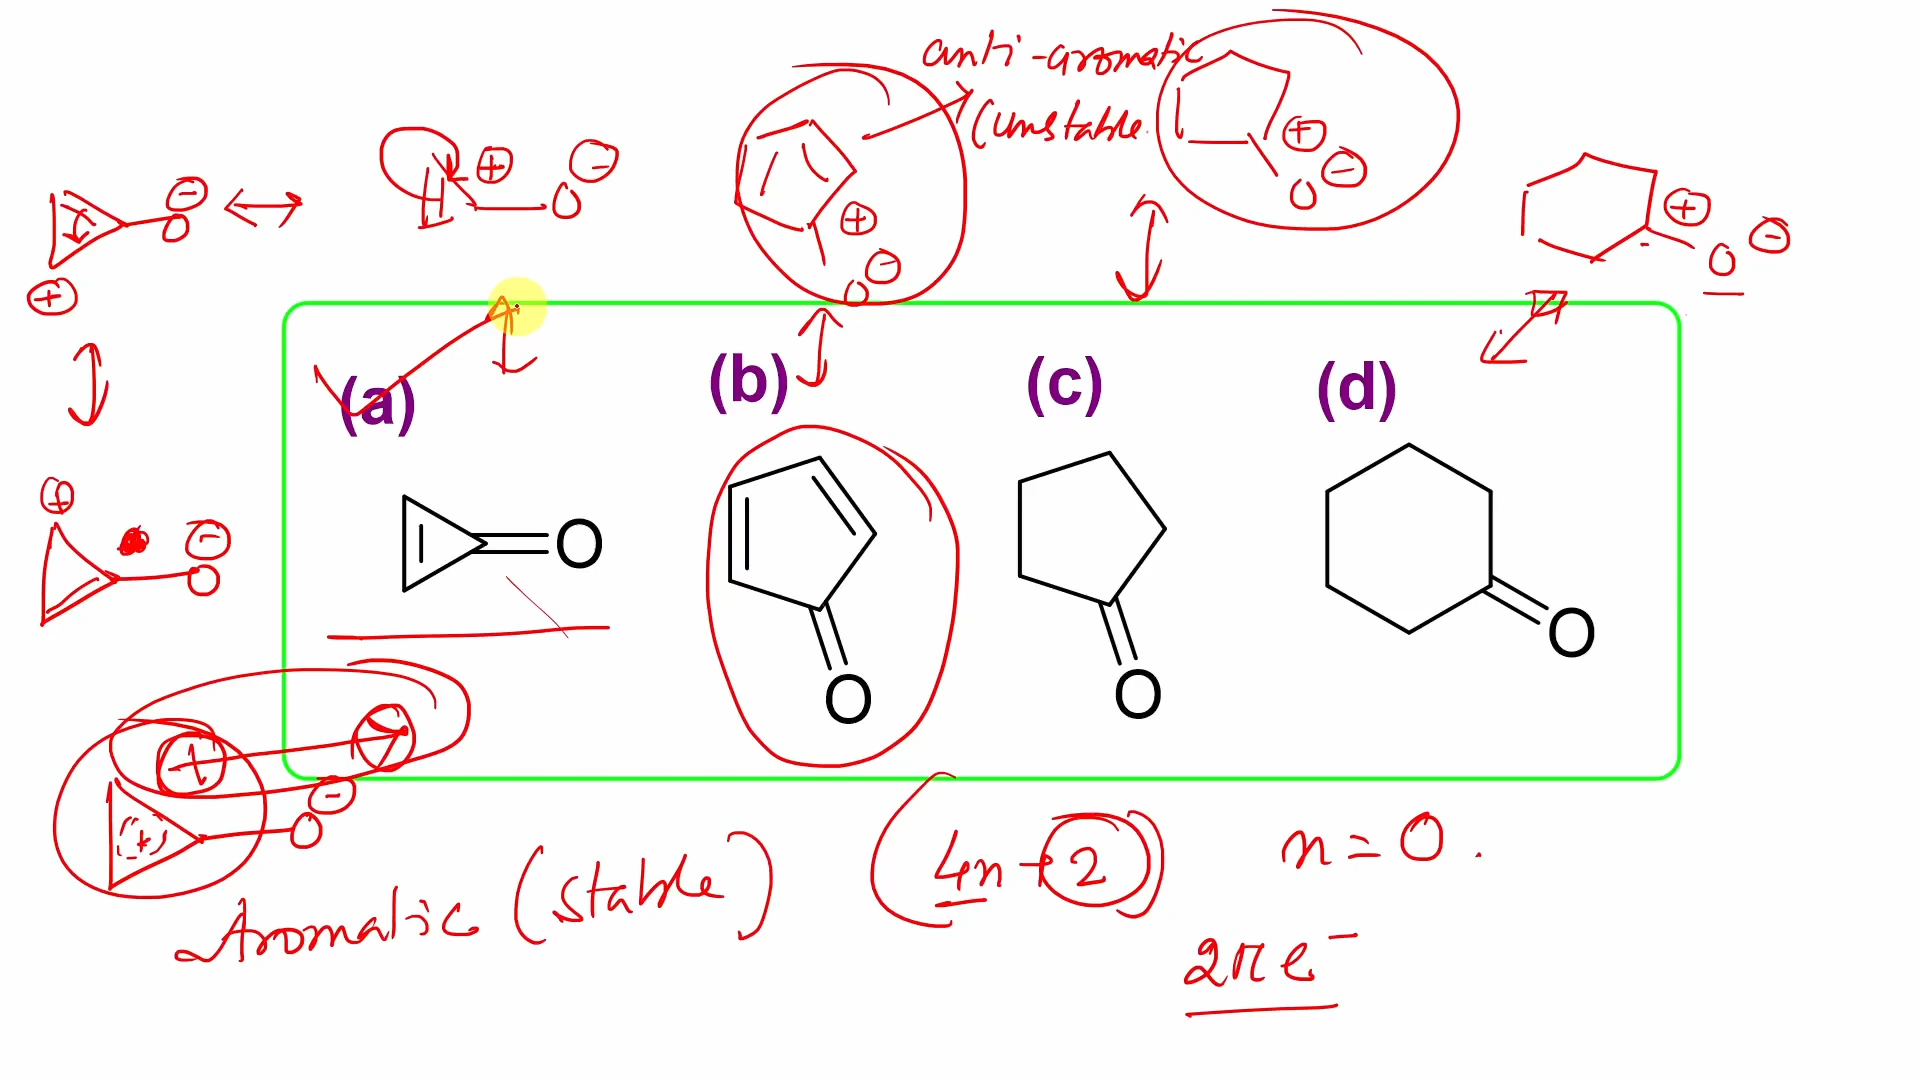 anti-aromatic
(unstable
⊕ ⊖
O
⊖
O
⊕
⊕
⊖
O
⊕
⊖
O
⊕
O
⊖
(a) (b) (c) (d)
O
O
O
O
⊕
⊖
O
⊕
⊖
+
O
Aromatic (stable)
(4n+2) n=0.
2πe⁻